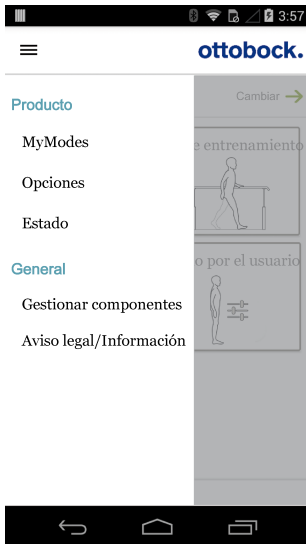 3:57
ottobock.
Producto
Cambiar
MyModes
e entrenamiento
Opciones
Estado
o por el usuario
General
Gestionar componentes
Aviso legal/Información